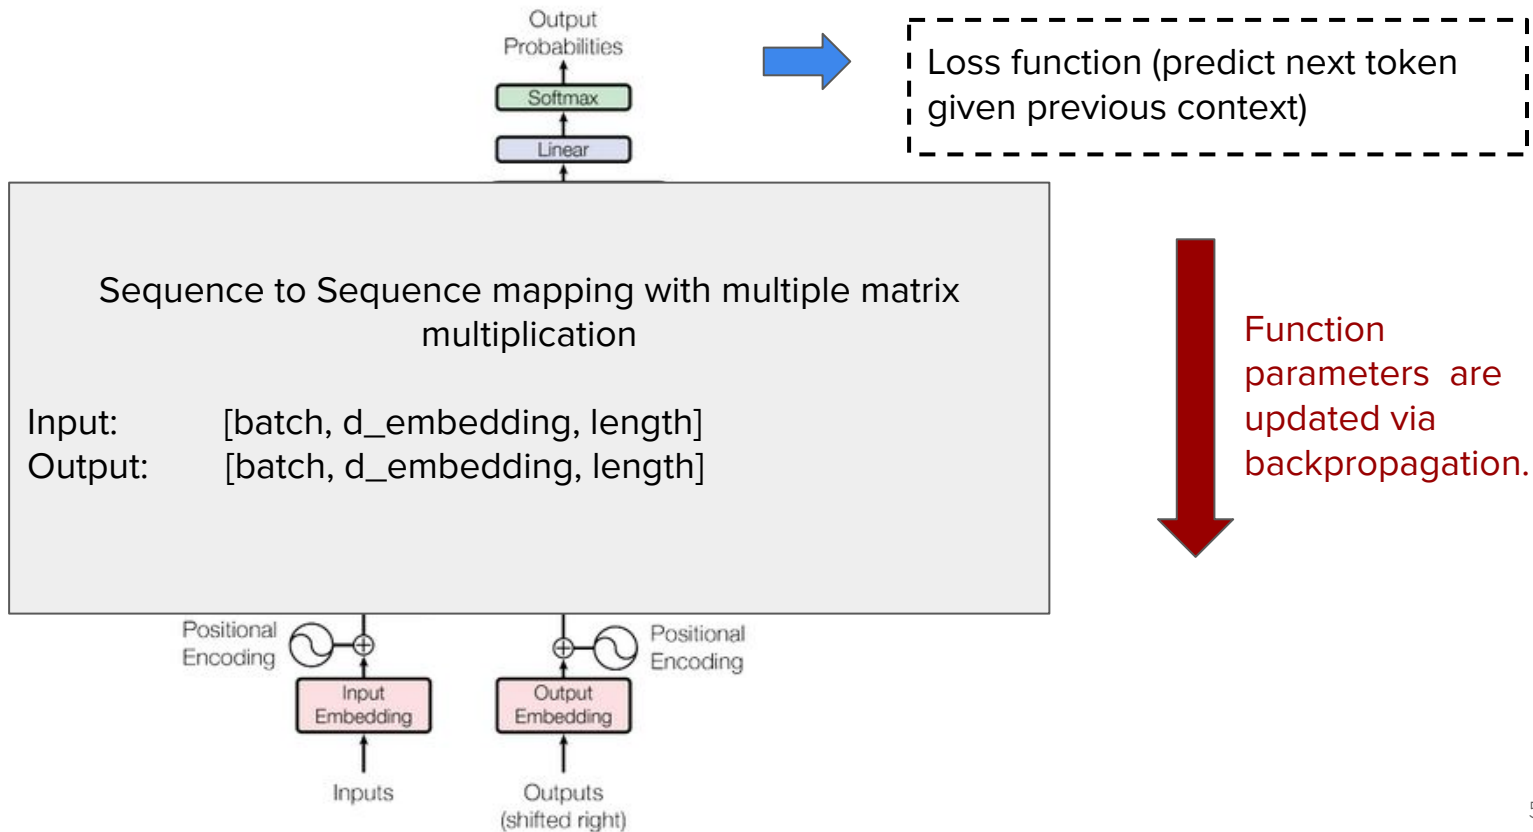 Output
Probabilities
Softmax
Linear
Loss function (predict next token
given previous context)
Sequence to Sequence mapping with multiple matrix
multiplication
Input: [batch, d_embedding, length]
Output: [batch, d_embedding, length]
Function
parameters are
updated via
backpropagation.
Positional
Encoding
Positional
Encoding
Input
Embedding
Output
Embedding
Inputs
Outputs
(shifted right)